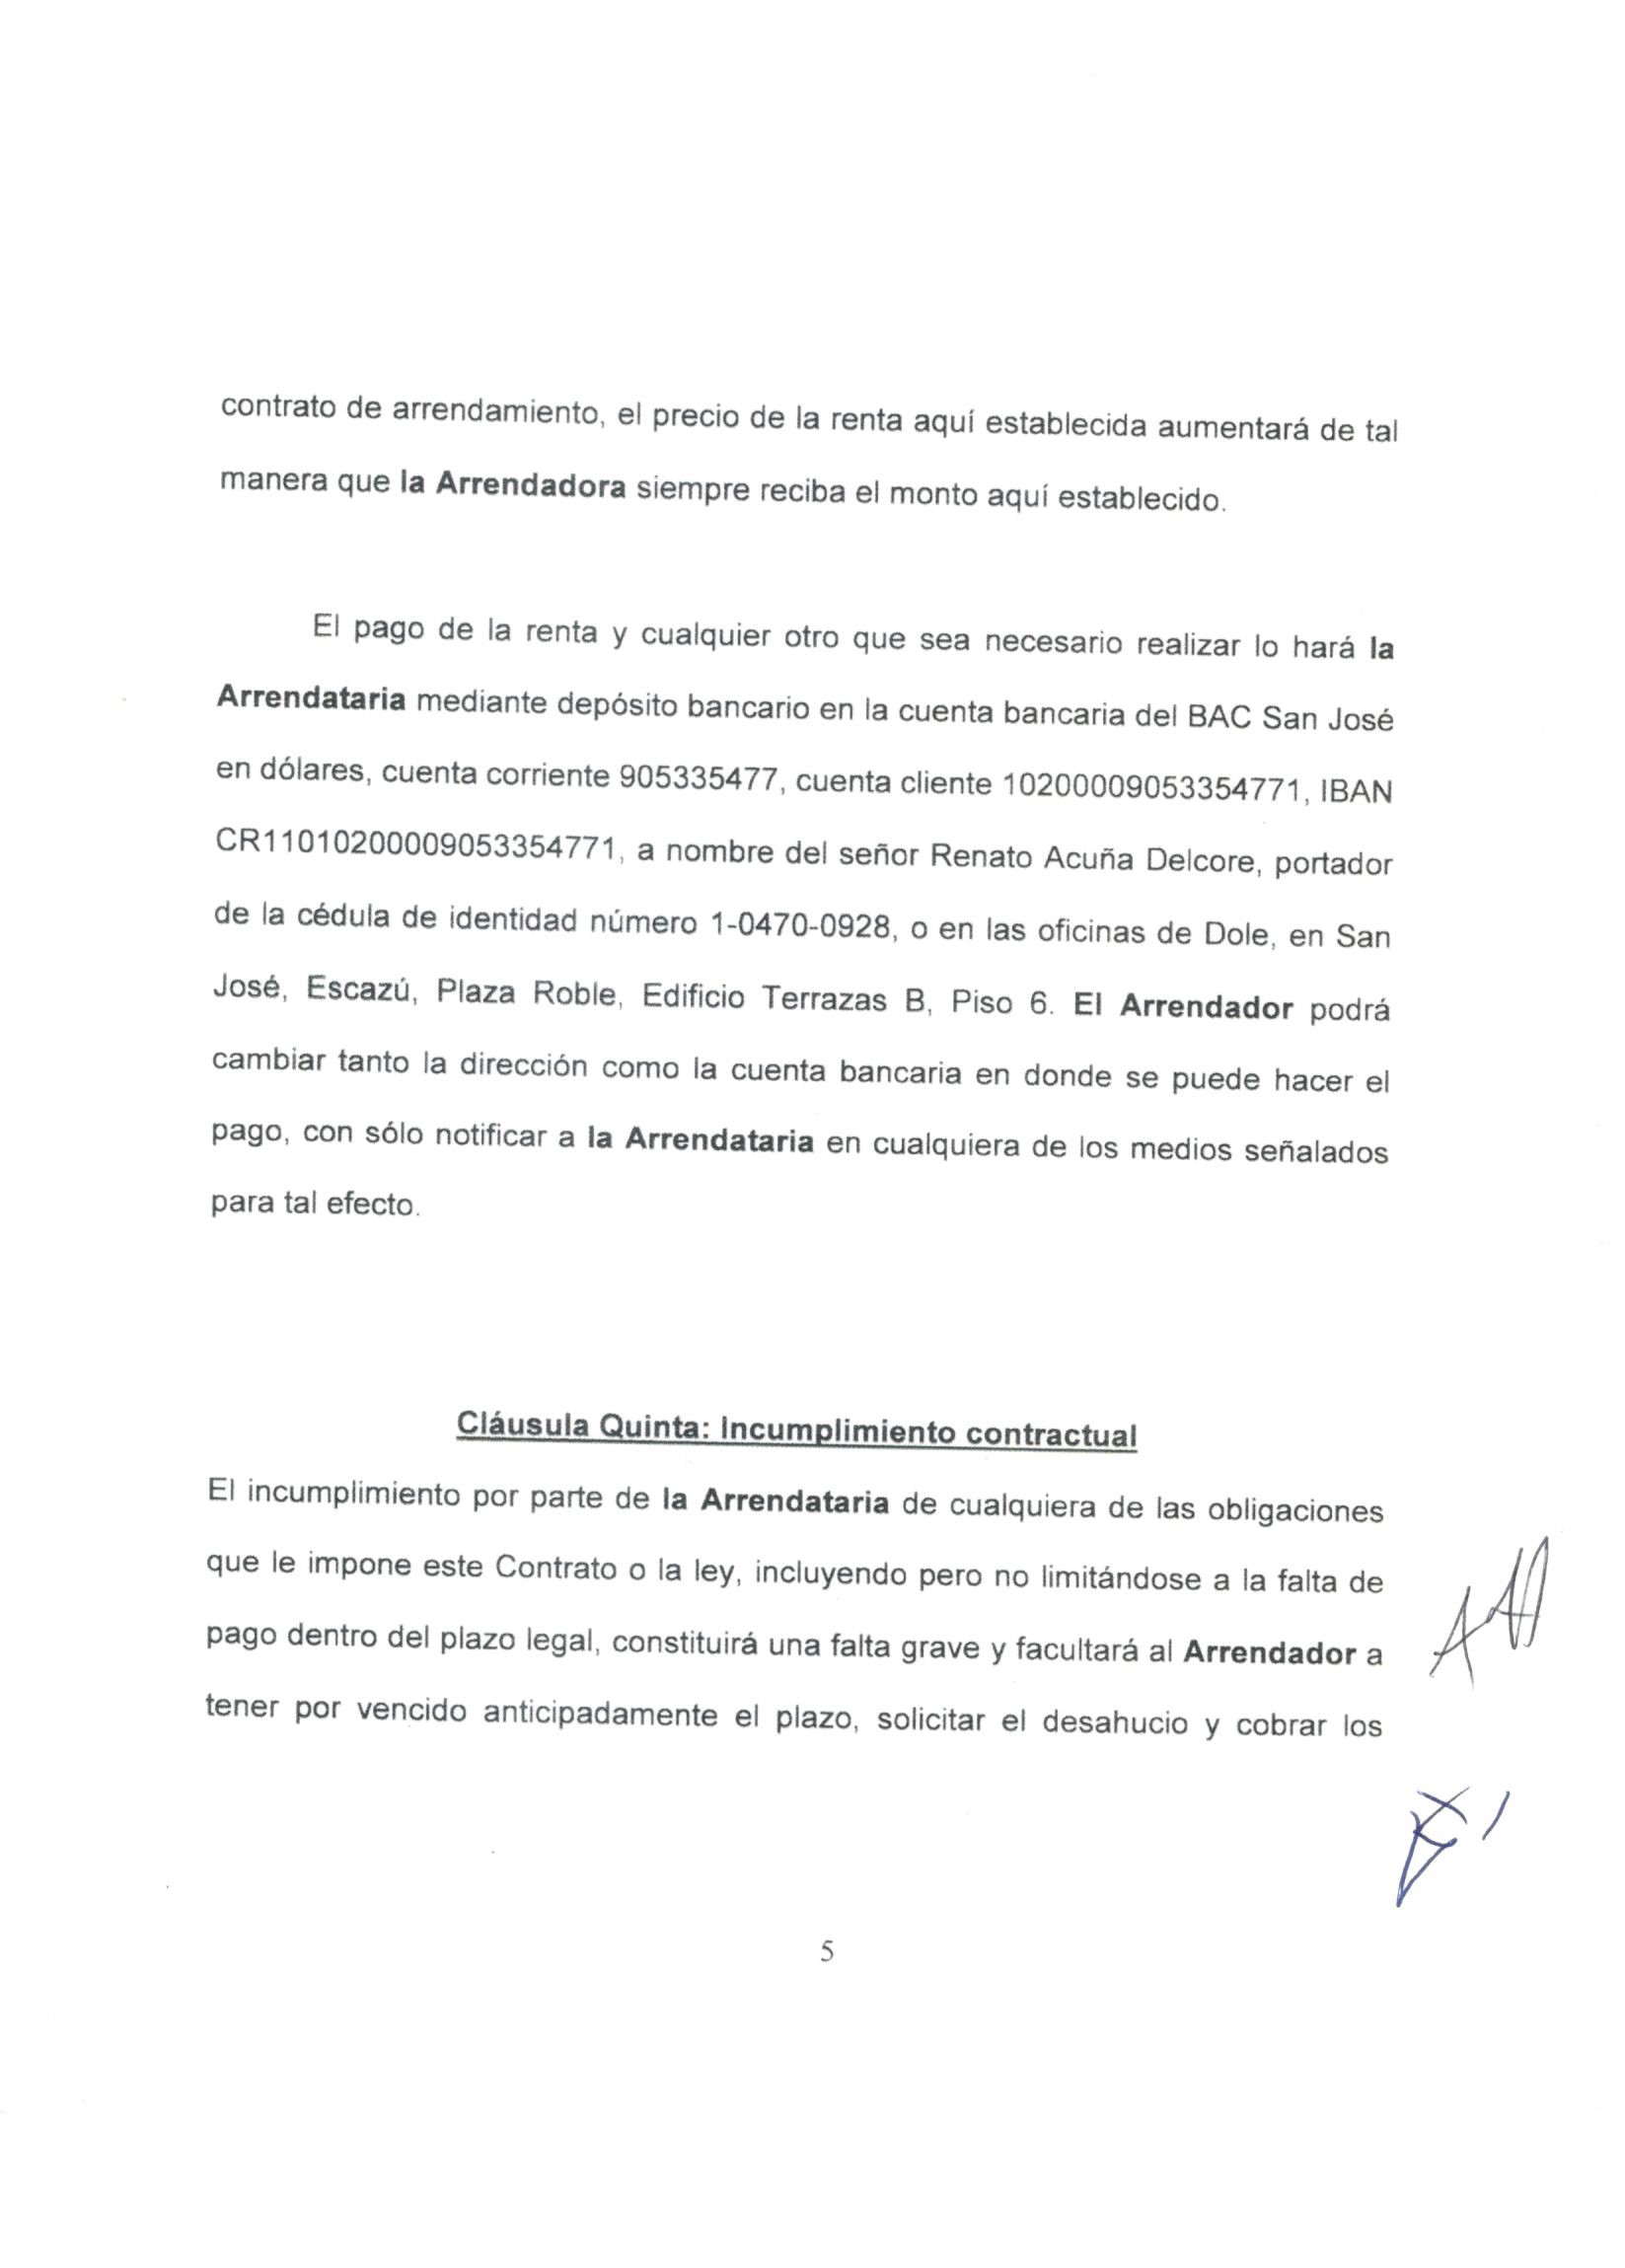 contrato de arrendamiento, el precio de la renta aquí establecida aumentará de tal
manera que la Arrendadora siempre reciba el monto aquí establecido.
El pago de la renta y cualquier otro que sea necesario realizar lo hará la
Arrendataria mediante depósito bancario en la cuenta bancaria del BAC San José
en dólares, cuenta corriente 905335477, cuenta cliente 10200009053354771, IBAN
CR11010200009053354771, a nombre del señor Renato Acuña Delcore, portador
de la cédula de identidad número 1-0470-0928, o en las oficinas de Dole, en San
José, Escazú, Plaza Roble, Edificio Terrazas B, Piso 6. El Arrendador podrá
cambiar tanto la dirección como la cuenta bancaria en donde se puede hacer el
pago, con sólo notificar a la Arrendataria en cualquiera de los medios señalados
para tal efecto.
Cláusula Quinta: Incumplimiento contractual
El incumplimiento por parte de la Arrendataria de cualquiera de las obligaciones
que le impone este Contrato o la ley, incluyendo pero no limitándose a la falta de
pago dentro del plazo legal, constituirá una falta grave y facultará al Arrendador a
tener por vencido anticipadamente el plazo, solicitar el desahucio y cobrar los
5